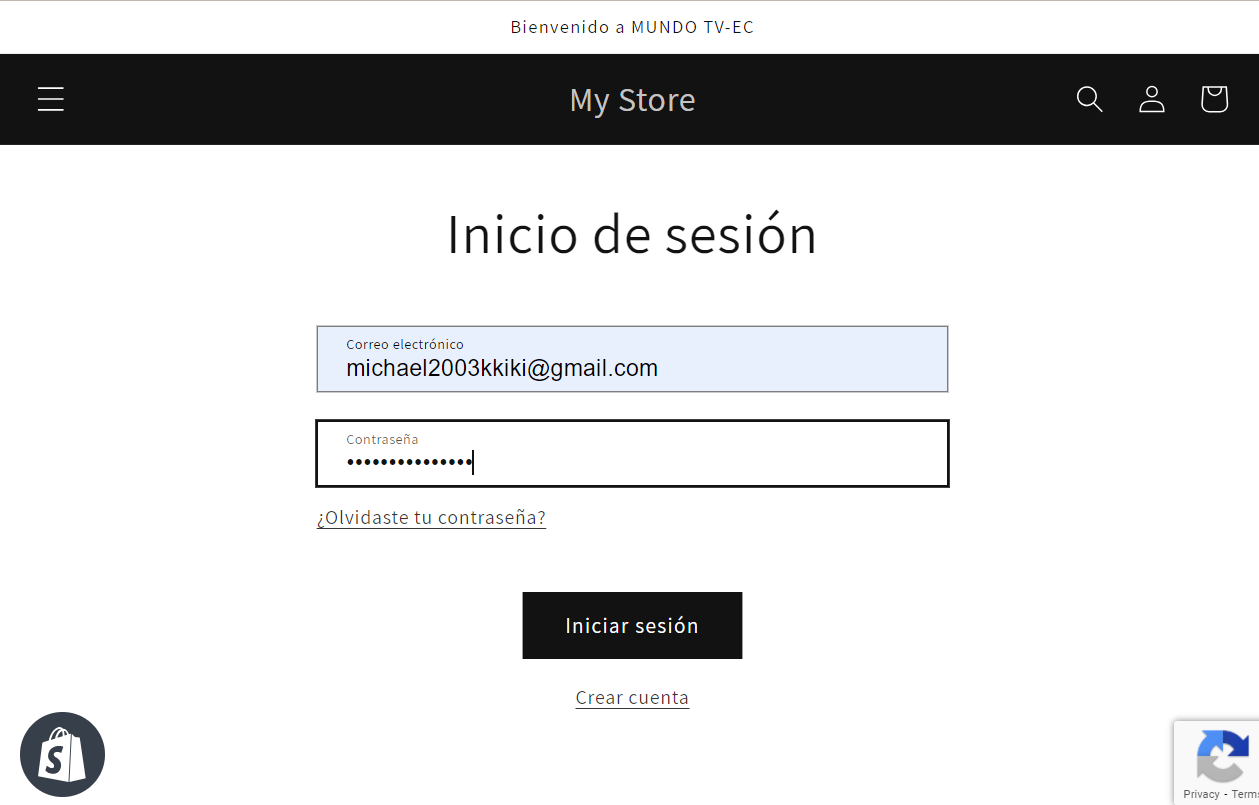 Bienvenido a MUNDO TV-EC
My Store
Inicio de sesión
Correo electrónico
michael2003kkiki@gmail.com
Contraseña
•••••••••••••••
¿Olvidaste tu contraseña?
Iniciar sesión
Crear cuenta
S
Privacy - Term